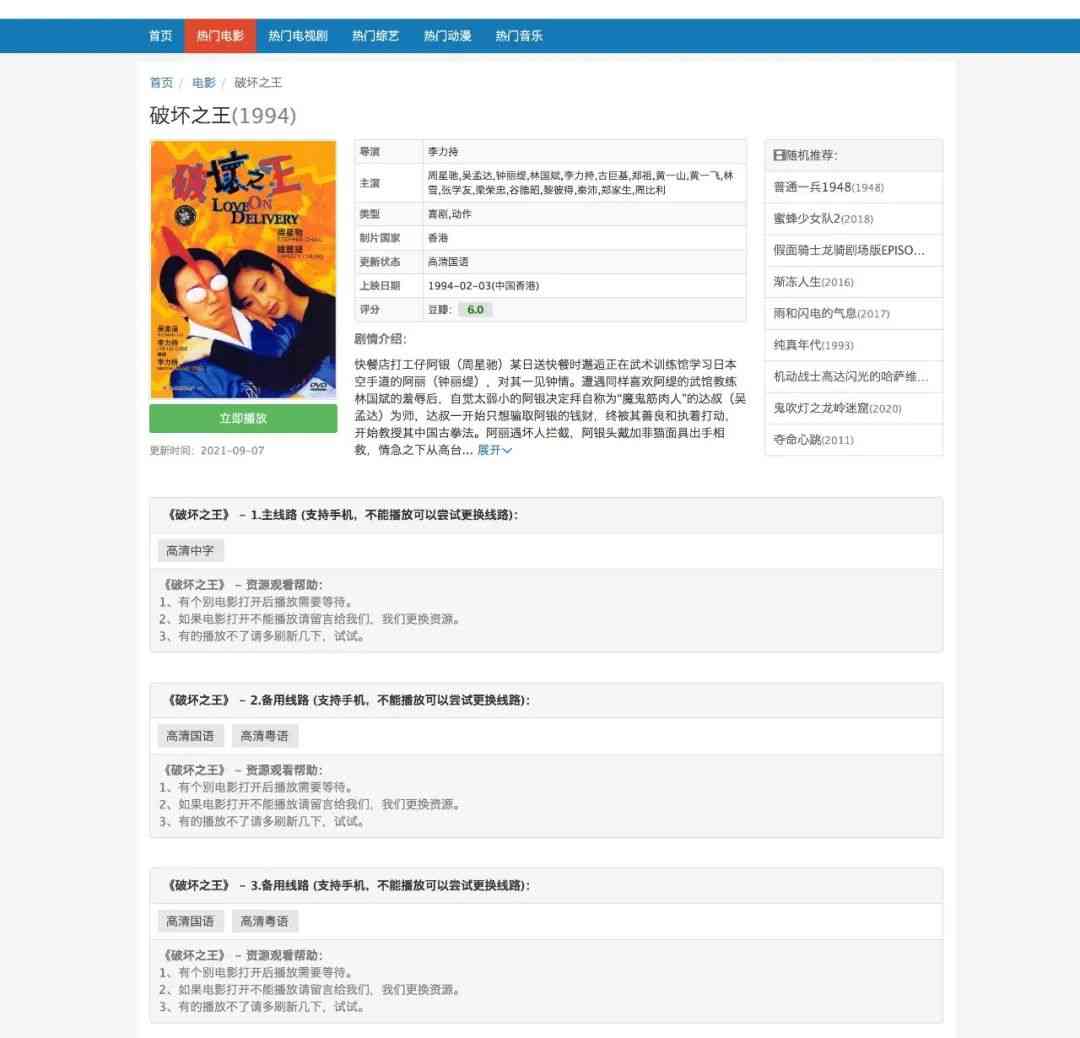 首页 热门电影 热门电视剧 热门综艺 热门动漫 热门音乐
首页 / 电影 / 破坏之王
破坏之王(1994)
破壞之王
LOVE ON
DELIVERY
周星馳
STEPHEN CHAU
鍾麗緹
李力持
李力持
DVD
立即播放
更新时间：2021-09-07
导演 李力持
主演 周星驰,吴孟达,钟丽缇,林国斌,李力持,古巨基,郑祖,黄一山,黄一飞,林
雪,张学友,梁荣忠,谷德昭,黎彼得,秦沛,郑家生,周比利
类型 喜剧,动作
制片国家 香港
更新状态 高清国语
上映日期 1994-02-03(中国香港)
评分 豆瓣： 6.0
剧情介绍：
快餐店打工仔阿银（周星驰）某日送快餐时邂逅正在武术训练馆学习日本
空手道的阿丽（钟丽缇），对其一见钟情。遭遇同样喜欢阿缇的武馆教练
林国斌的羞辱后，自觉太弱小的阿银决定拜自称为“魔鬼筋肉人”的达叔（吴
孟达）为师，达叔一开始只想骗取阿银的钱财，终被其善良和执着打动，
开始教授其中国古拳法。阿丽遇坏人拦截，阿银头戴加菲猫面具出手相
救，情急之下从高台... 展开
随机推荐：
普通一兵1948(1948)
蜜蜂少女队2(2018)
假面骑士龙骑剧场版EPISO...
渐冻人生(2016)
雨和闪电的气息(2017)
纯真年代(1993)
机动战士高达闪光的哈萨维...
鬼吹灯之龙岭迷窟(2020)
夺命心跳(2011)
《破坏之王》 - 1.主线路 (支持手机，不能播放可以尝试更换线路)：
高清中字
《破坏之王》 - 资源观看帮助：
1、有个别电影打开后播放需要等待。
2、如果电影打开不能播放请留言给我们，我们更换资源。
3、有的播放不了请多刷新几下，试试。
《破坏之王》 - 2.备用线路 (支持手机，不能播放可以尝试更换线路)：
高清国语 高清粤语
《破坏之王》 - 资源观看帮助：
1、有个别电影打开后播放需要等待。
2、如果电影打开不能播放请留言给我们，我们更换资源。
3、有的播放不了请多刷新几下，试试。
《破坏之王》 - 3.备用线路 (支持手机，不能播放可以尝试更换线路)：
高清国语 高清粤语
《破坏之王》 - 资源观看帮助：
1、有个别电影打开后播放需要等待。
2、如果电影打开不能播放请留言给我们，我们更换资源。
3、有的播放不了请多刷新几下，试试。